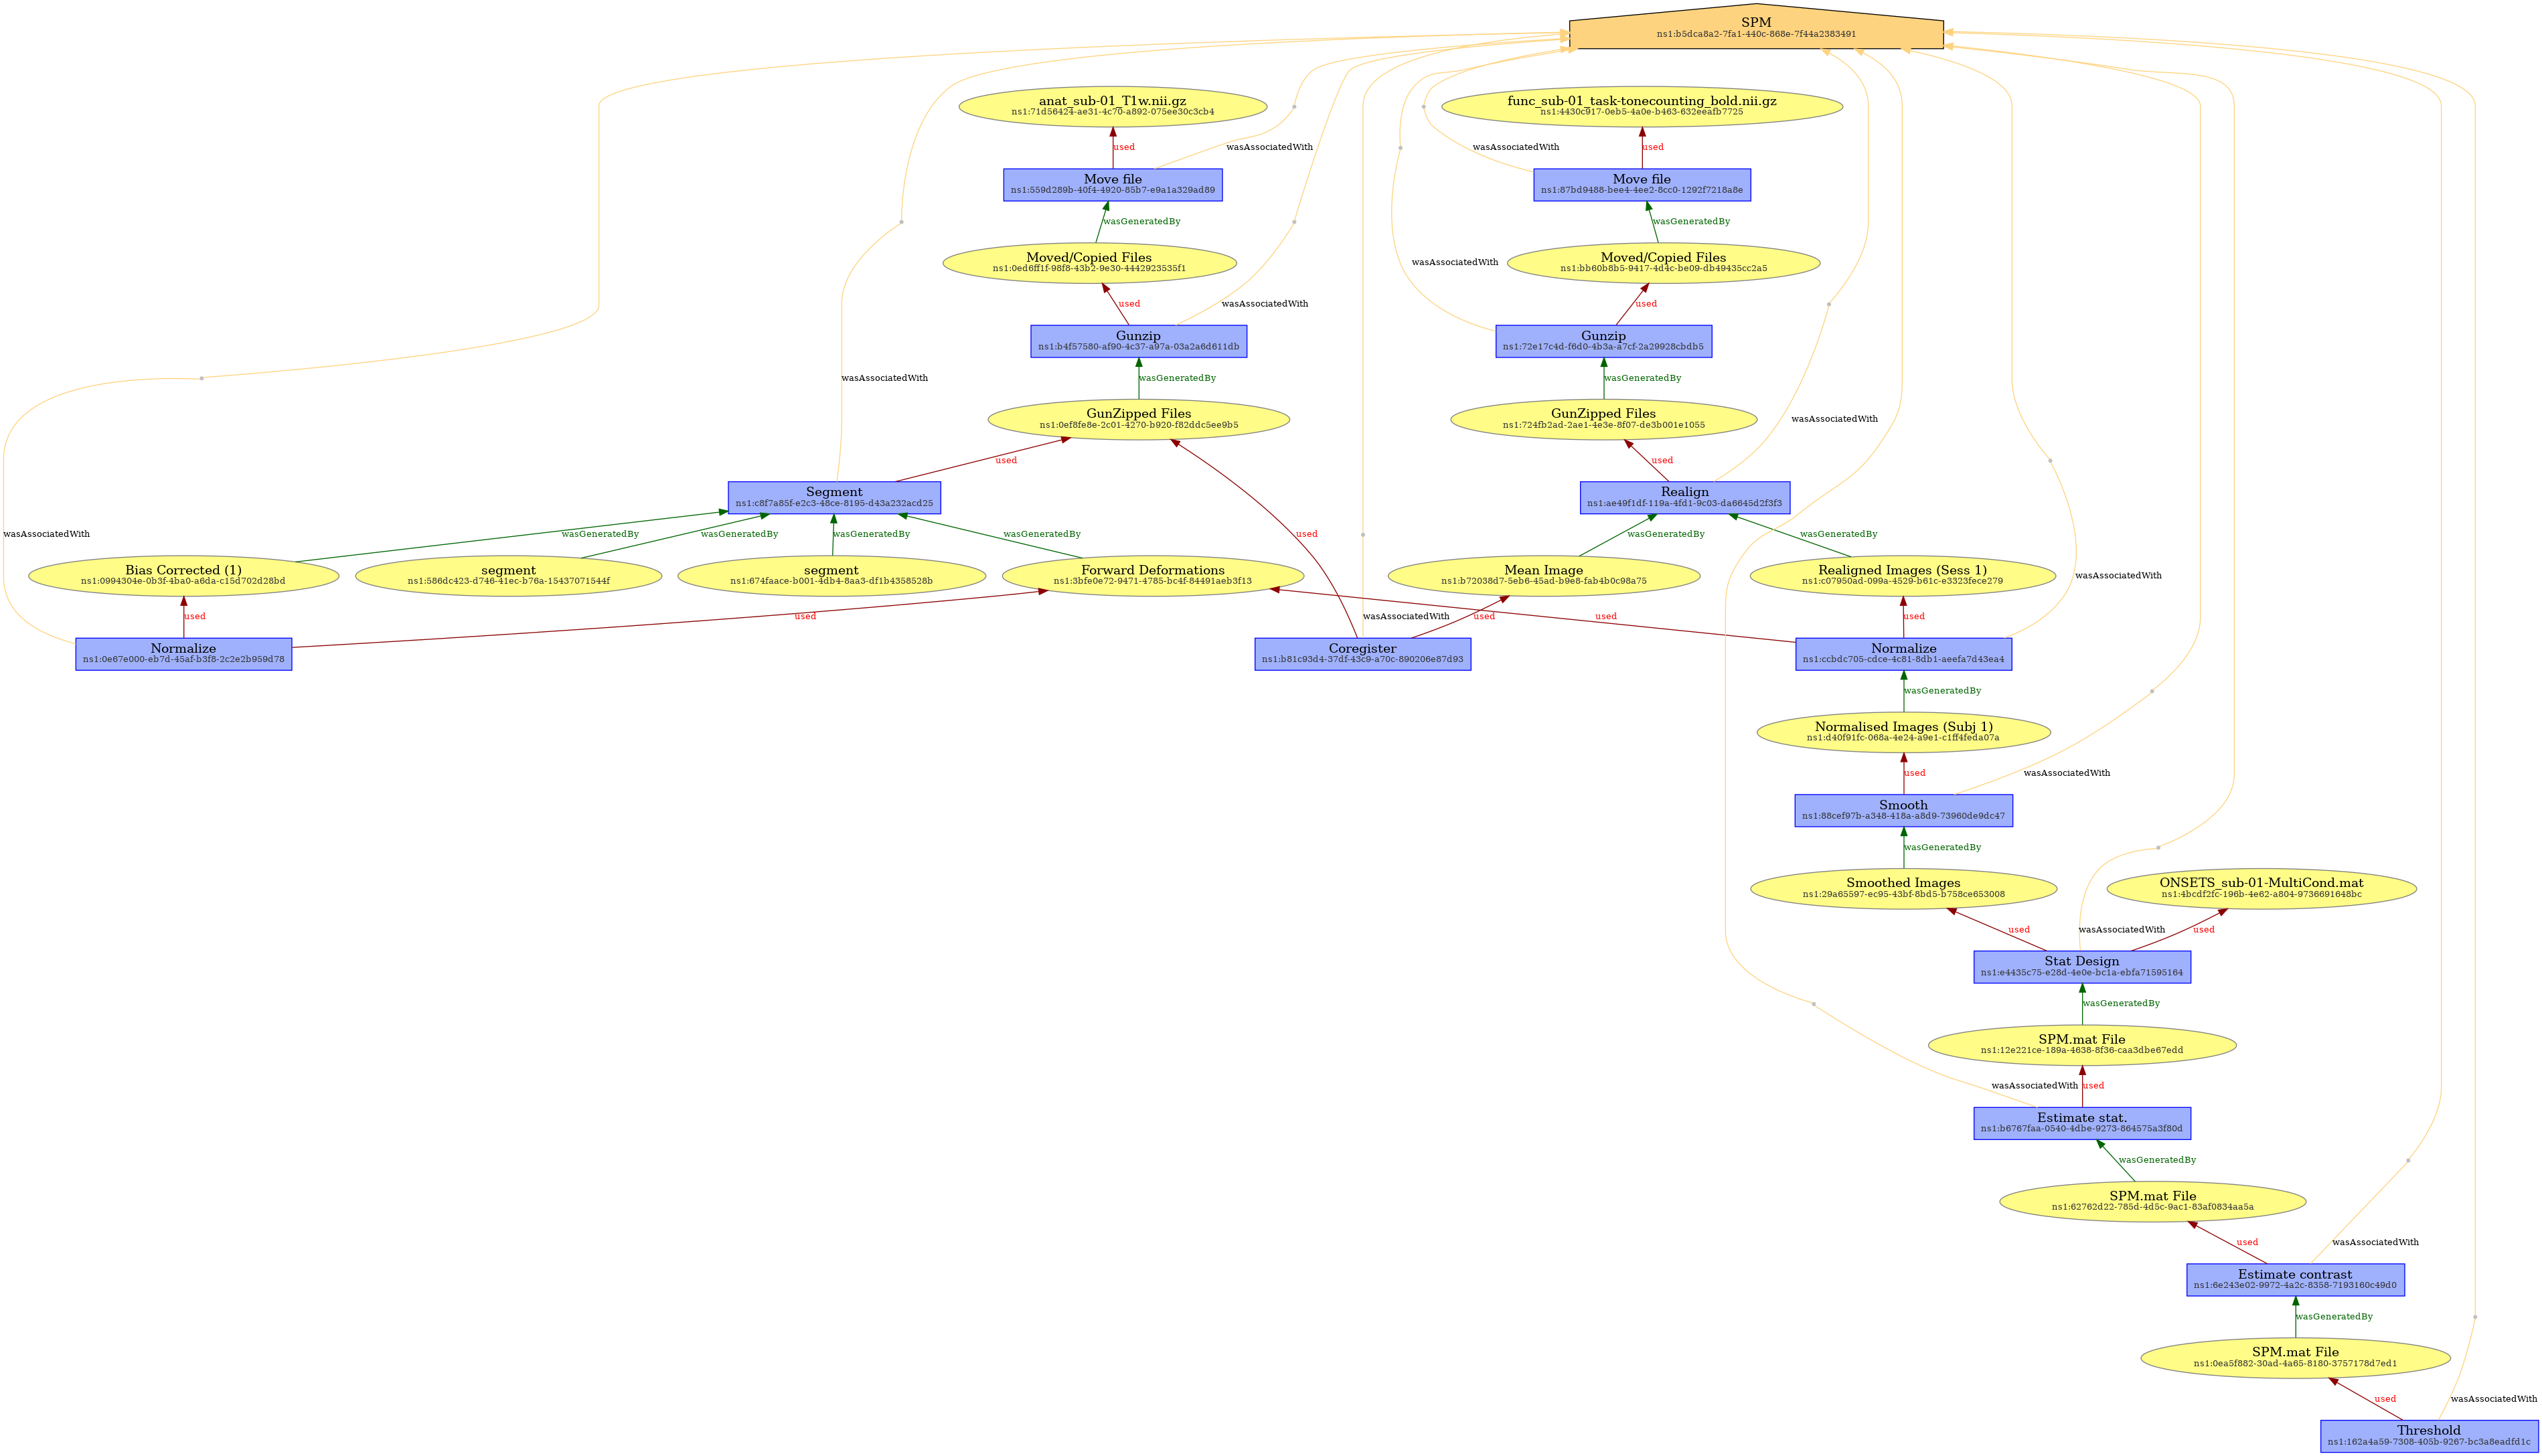 SPM
ns1:b5dca8a2-7fa1-440c-868e-7f44a2383491
anat_sub-01_T1w.nii.gz
ns1:71d56424-ae31-4c70-a892-075ee30c3cb4
func_sub-01_task-tonecounting_bold.nii.gz
ns1:4430c917-0eb5-4a0e-b463-632eeafb7725
used
wasAssociatedWith
wasAssociatedWith
used
Move file
ns1:559d289b-40f4-4920-85b7-e9a1a329ad89
Move file
ns1:87bd9488-bee4-4ee2-8cc0-1292f7218a8e
wasGeneratedBy
wasGeneratedBy
Moved/Copied Files
ns1:0ed6ff1f-98f8-43b2-9e30-4442923535f1
wasAssociatedWith
Moved/Copied Files
ns1:bb60b8b5-9417-4d4c-be09-db49435cc2a5
used
wasAssociatedWith
used
Gunzip
ns1:b4f57580-af90-4c37-a97a-03a2a6d611db
Gunzip
ns1:72e17c4d-f6d0-4b3a-a7cf-2a29928cbdb5
wasAssociatedWith
wasGeneratedBy
wasGeneratedBy
GunZipped Files
ns1:0ef8fe8e-2c01-4270-b920-f82ddc5ee9b5
GunZipped Files
ns1:724fb2ad-2ae1-4e3e-8f07-de3b001e1055
wasAssociatedWith
used
used
Segment
ns1:c8f7a85f-e2c3-48ce-8195-d43a232acd25
Realign
ns1:ae49f1df-119a-4fd1-9c03-da6645d2f3f3
wasAssociatedWith
wasGeneratedBy
wasGeneratedBy
wasGeneratedBy
wasGeneratedBy
used
wasGeneratedBy
wasGeneratedBy
Bias Corrected (1)
ns1:0994304e-0b3f-4ba0-a6da-c15d702d28bd
segment
ns1:586dc423-d746-41ec-b76a-15437071544f
segment
ns1:674faace-b001-4db4-8aa3-df1b4358528b
Forward Deformations
ns1:3bfe0e72-9471-4785-bc4f-84491aeb3f13
Mean Image
ns1:b72038d7-5eb6-45ad-b9e8-fab4b0c98a75
Realigned Images (Sess 1)
ns1:c07950ad-099a-4529-b61c-e3323fece279
wasAssociatedWith
used
used
wasAssociatedWith
used
used
used
Normalize
ns1:0e67e000-eb7d-45af-b3f8-2c2e2b959d78
Coregister
ns1:b81c93d4-37df-43c9-a70c-890206e87d93
Normalize
ns1:ccbdc705-cdce-4c81-8db1-aeefa7d43ea4
wasGeneratedBy
Normalised Images (Subj 1)
ns1:d40f91fc-068a-4e24-a9e1-c1ff4feda07a
used
wasAssociatedWith
Smooth
ns1:88cef97b-a348-418a-a8d9-73960de9dc47
wasGeneratedBy
Smoothed Images
ns1:29a65597-ec95-43bf-8bd5-b758ce653008
ONSETS_sub-01-MultiCond.mat
ns1:4bcdf2fc-196b-4e62-a804-9736691648bc
used
wasAssociatedWith
used
Stat Design
ns1:e4435c75-e28d-4e0e-bc1a-ebfa71595164
wasGeneratedBy
SPM.mat File
ns1:12e221ce-189a-4638-8f36-caa3dbe67edd
wasAssociatedWith
used
Estimate stat.
ns1:b6767faa-0540-4dbe-9273-864575a3f80d
wasGeneratedBy
SPM.mat File
ns1:62762d22-785d-4d5c-9ac1-83af0834aa5a
used
wasAssociatedWith
Estimate contrast
ns1:6e243e02-9972-4a2c-8358-7193160c49d0
wasGeneratedBy
SPM.mat File
ns1:0ea5f882-30ad-4a65-8180-3757178d7ed1
used
wasAssociatedWith
Threshold
ns1:162a4a59-7308-405b-9267-bc3a8eadfd1c